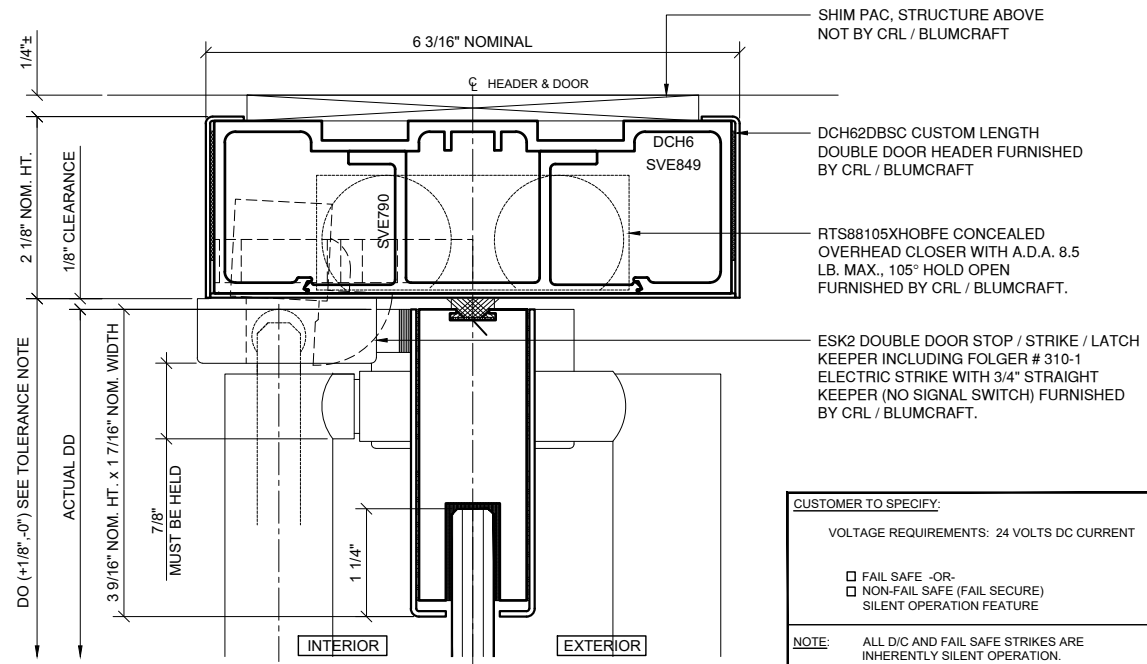 SHIM PAC, STRUCTURE ABOVE
NOT BY CRL / BLUMCRAFT
1/4"±
6 3/16" NOMINAL
℄ HEADER & DOOR
DCH62DBSC CUSTOM LENGTH
DOUBLE DOOR HEADER FURNISHED
BY CRL / BLUMCRAFT
DCH6
SVE849
SVE790
2 1/8" NOM. HT.
1/8" CLEARANCE
RTS88105XHOBFE CONCEALED
OVERHEAD CLOSER WITH A.D.A. 8.5
LB. MAX., 105° HOLD OPEN
FURNISHED BY CRL / BLUMCRAFT.
ESK2 DOUBLE DOOR STOP / STRIKE / LATCH
KEEPER INCLUDING FOLGER # 310-1
ELECTRIC STRIKE WITH 3/4" STRAIGHT
KEEPER (NO SIGNAL SWITCH) FURNISHED
BY CRL / BLUMCRAFT.
DO (+1/8",-0") SEE TOLERANCE NOTE
ACTUAL DD
3 9/16" NOM. HT. x 1 7/16" NOM. WIDTH
7/8"
MUST BE HELD
1 1/4"
INTERIOR
EXTERIOR
CUSTOMER TO SPECIFY:
VOLTAGE REQUIREMENTS: 24 VOLTS DC CURRENT
FAIL SAFE -OR-
NON-FAIL SAFE (FAIL SECURE)
SILENT OPERATION FEATURE
NOTE: ALL D/C AND FAIL SAFE STRIKES ARE
INHERENTLY SILENT OPERATION.